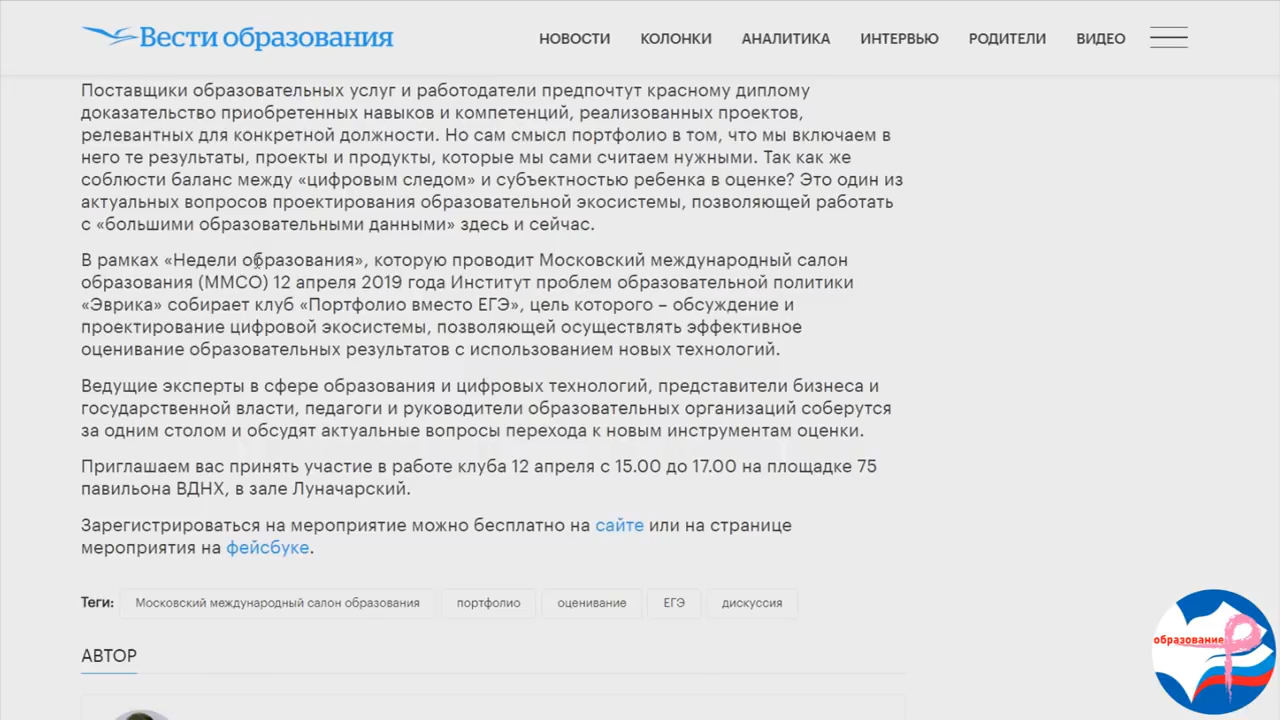 Вести образования
НОВОСТИ КОЛОНКИ АНАЛИТИКА ИНТЕРВЬЮ РОДИТЕЛИ ВИДЕО
Поставщики образовательных услуг и работодатели предпочтут красному диплому
доказательство приобретенных навыков и компетенций, реализованных проектов,
релевантных для конкретной должности. Но сам смысл портфолио в том, что мы включаем в
него те результаты, проекты и продукты, которые мы сами считаем нужными. Так как же
соблюсти баланс между «цифровым следом» и субъектностью ребенка в оценке? Это один из
актуальных вопросов проектирования образовательной экосистемы, позволяющей работать
с «большими образовательными данными» здесь и сейчас.
В рамках «Недели образования», которую проводит Московский международный салон
образования (ММСО) 12 апреля 2019 года Институт проблем образовательной политики
«Эврика» собирает клуб «Портфолио вместо ЕГЭ», цель которого – обсуждение и
проектирование цифровой экосистемы, позволяющей осуществлять эффективное
оценивание образовательных результатов с использованием новых технологий.
Ведущие эксперты в сфере образования и цифровых технологий, представители бизнеса и
государственной власти, педагоги и руководители образовательных организаций соберутся
за одним столом и обсудят актуальные вопросы перехода к новым инструментам оценки.
Приглашаем вас принять участие в работе клуба 12 апреля с 15.00 до 17.00 на площадке 75
павильона ВДНХ, в зале Луначарский.
Зарегистрироваться на мероприятие можно бесплатно на сайте или на странице
мероприятия на фейсбуке.
Теги: Московский международный салон образования портфолио оценивание ЕГЭ дискуссия
образование
АВТОР